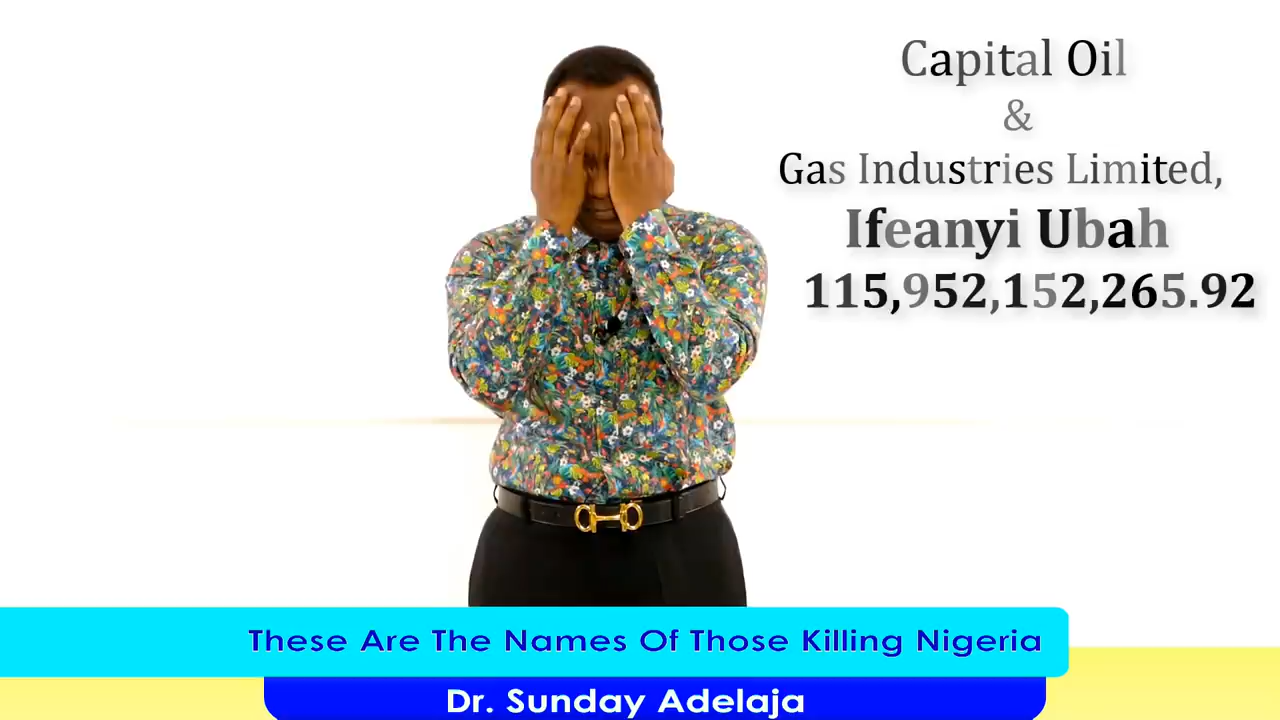 Capital Oil
&
Gas Industries Limited,
Ifeanyi Ubah
115,952,152,265.92
These Are The Names Of Those Killing Nigeria
Dr. Sunday Adelaja